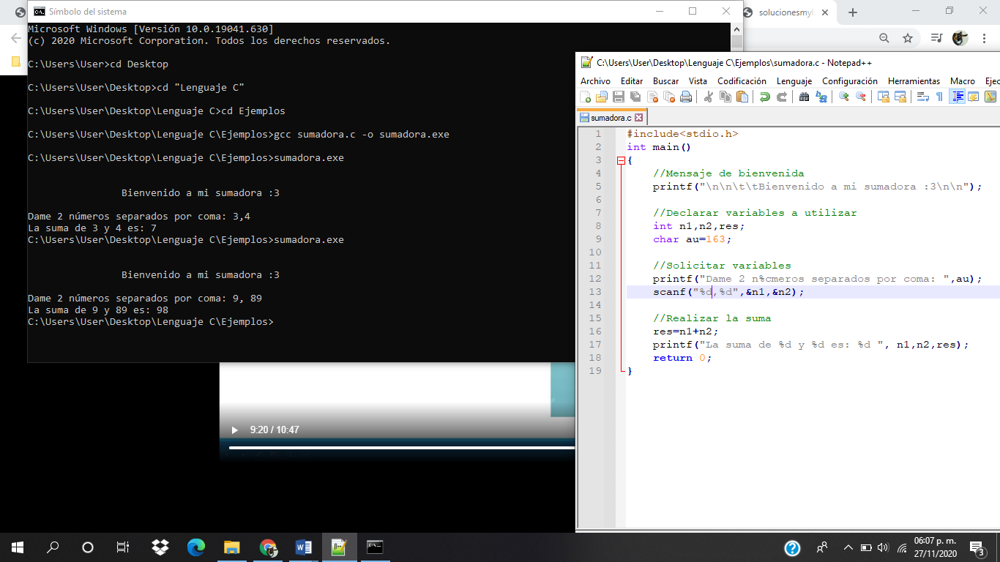 Símbolo del sistema
Microsoft Windows [Versión 10.0.19041.630]
(c) 2020 Microsoft Corporation. Todos los derechos reservados.
C:\Users\User>cd Desktop
C:\Users\User\Desktop>cd "Lenguaje C"
C:\Users\User\Desktop\Lenguaje C>cd Ejemplos
C:\Users\User\Desktop\Lenguaje C\Ejemplos>gcc sumadora.c -o sumadora.exe
C:\Users\User\Desktop\Lenguaje C\Ejemplos>sumadora.exe
Bienvenido a mi sumadora :3
Dame 2 números separados por coma: 3,4
La suma de 3 y 4 es: 7
C:\Users\User\Desktop\Lenguaje C\Ejemplos>sumadora.exe
Bienvenido a mi sumadora :3
Dame 2 números separados por coma: 9, 89
La suma de 9 y 89 es: 98
C:\Users\User\Desktop\Lenguaje C\Ejemplos>
9:20 / 10:47
C:\Users\User\Desktop\Lenguaje C\Ejemplos\sumadora.c - Notepad++
Archivo Editar Buscar Vista Codificación Lenguaje Configuración Herramientas Macro Ejec
sumadora.c
1 #include<stdio.h>
2 int main()
3 {
4 //Mensaje de bienvenida
5 printf("\n\n\t\tBienvenido a mi sumadora :3\n\n");
6
7 //Declarar variables a utilizar
8 int n1,n2,res;
9 char au=163;
10
11 //Solicitar variables
12 printf("Dame 2 n%cmeros separados por coma: ",au);
13 scanf("%d,%d",&n1,&n2);
14
15 //Realizar la suma
16 res=n1+n2;
17 printf("La suma de %d y %d es: %d ", n1,n2,res);
18 return 0;
19 }
06:07 p. m.
27/11/2020
3